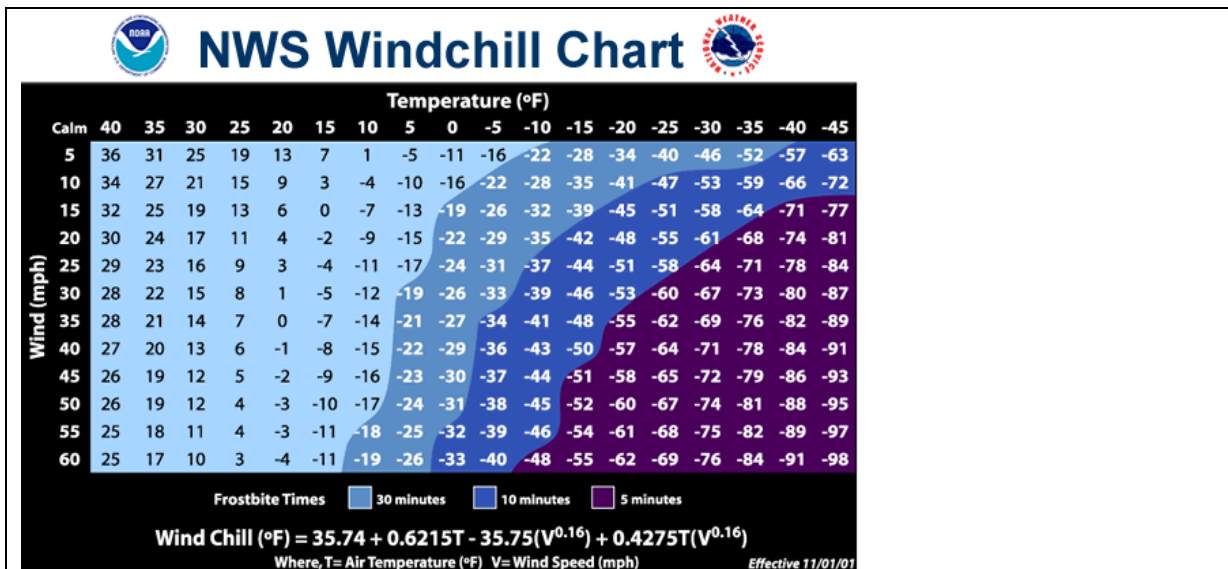 NWS Windchill Chart
Temperature (ºF)
Calm 40 35 30 25 20 15 10 5 0 -5 -10 -15 -20 -25 -30 -35 -40 -45
5 36 31 25 19 13 7 1 -5 -11 -16 -22 -28 -34 -40 -46 -52 -57 -63
10 34 27 21 15 9 3 -4 -10 -16 -22 -28 -35 -41 -47 -53 -59 -66 -72
15 32 25 19 13 6 0 -7 -13 -19 -26 -32 -39 -45 -51 -58 -64 -71 -77
20 30 24 17 11 4 -2 -9 -15 -22 -29 -35 -42 -48 -55 -61 -68 -74 -81
25 29 23 16 9 3 -4 -11 -17 -24 -31 -37 -44 -51 -58 -64 -71 -78 -84
30 28 22 15 8 1 -5 -12 -19 -26 -33 -39 -46 -53 -60 -67 -73 -80 -87
35 28 21 14 7 0 -7 -14 -21 -27 -34 -41 -48 -55 -62 -69 -76 -82 -89
40 27 20 13 6 -1 -8 -15 -22 -29 -36 -43 -50 -57 -64 -71 -78 -84 -91
45 26 19 12 5 -2 -9 -16 -23 -30 -37 -44 -51 -58 -65 -72 -79 -86 -93
50 26 19 12 4 -3 -10 -17 -24 -31 -38 -45 -52 -60 -67 -74 -81 -88 -95
55 25 18 11 4 -3 -11 -18 -25 -32 -39 -46 -54 -61 -68 -75 -82 -89 -97
60 25 17 10 3 -4 -11 -19 -26 -33 -40 -48 -55 -62 -69 -76 -84 -91 -98
Wind (mph)
Frostbite Times 30 minutes 10 minutes 5 minutes
Wind Chill (ºF) = 35.74 + 0.6215T - 35.75(V^0.16) + 0.4275T(V^0.16)
Where, T= Air Temperature (ºF) V= Wind Speed (mph)
Effective 11/01/01
NOAA
NATIONAL WEATHER SERVICE